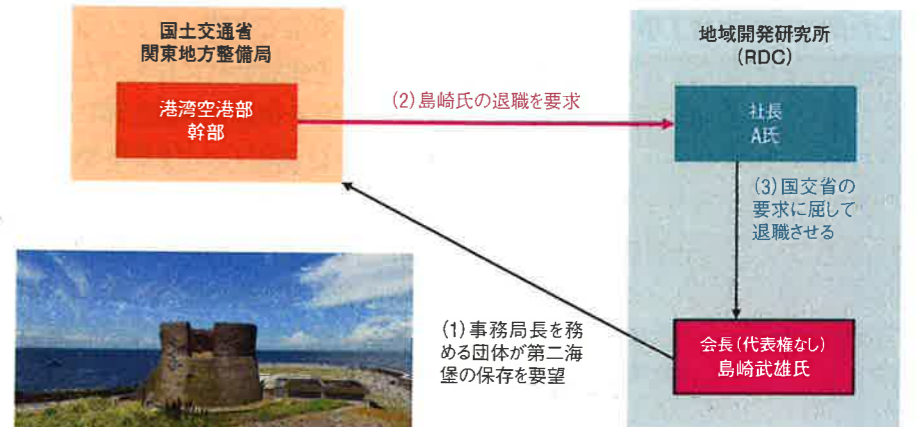 国土交通省
関東地方整備局
港湾空港部
幹部
(2)島崎氏の退職を要求
地域開発研究所
(RDC)
社長
A氏
(3)国交省の
要求に屈して
退職させる
(1)事務局長を務
める団体が第二海
堡の保存を要望
会長(代表権なし)
島崎武雄氏